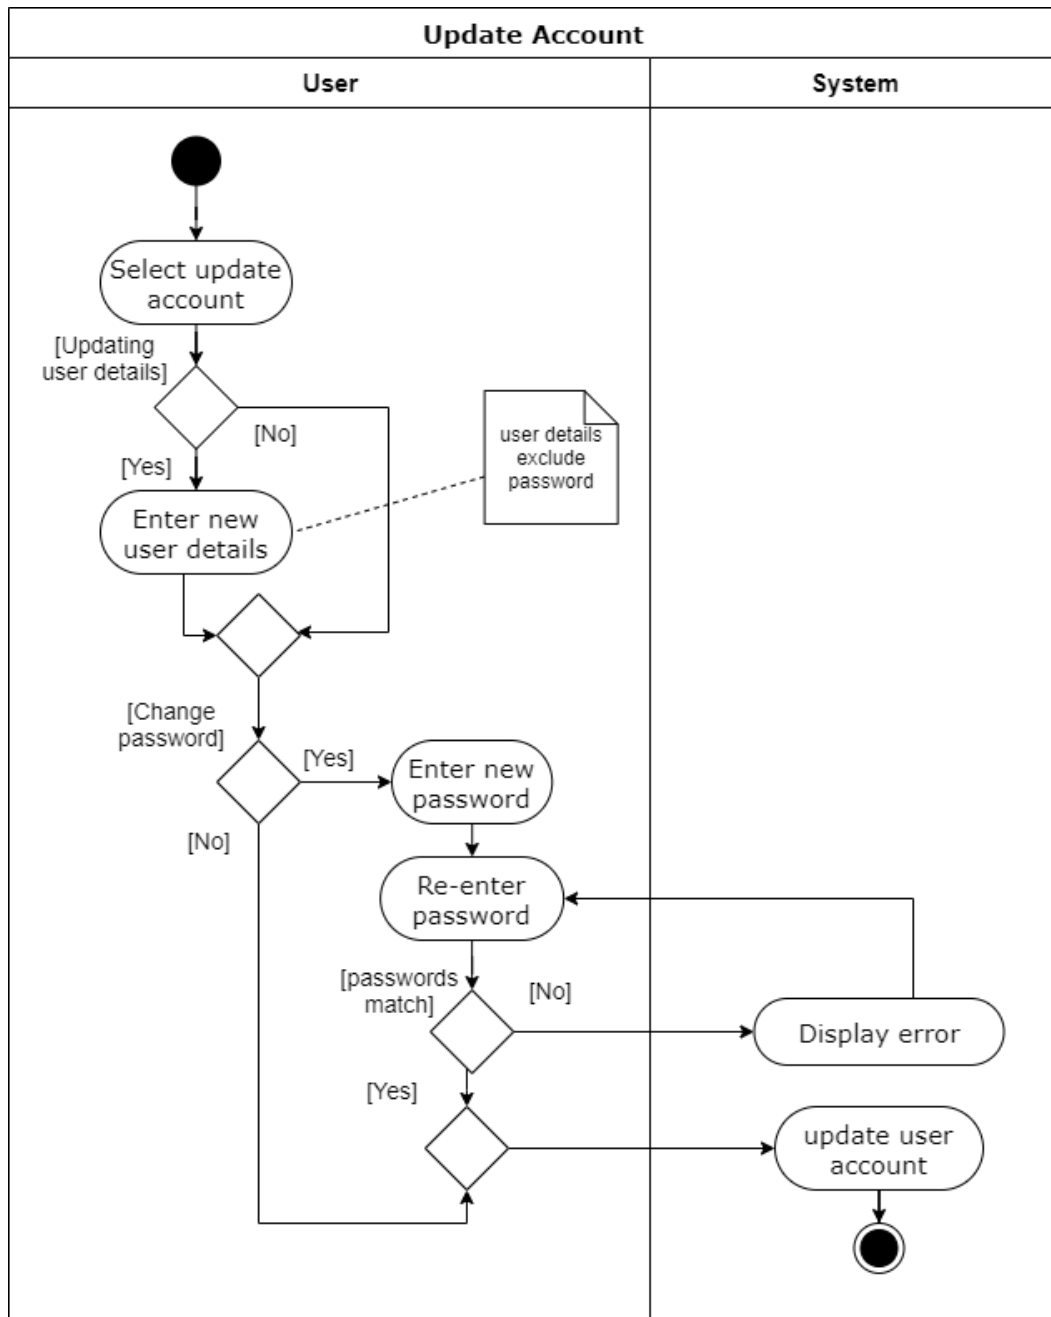 Update Account
User
System
Select update
account
[Updating
user details]
[No]
user details
exclude
password
[Yes]
Enter new
user details
[Change
password]
[Yes]
Enter new
password
[No]
Re-enter
password
[passwords
match]
[No]
Display error
[Yes]
update user
account